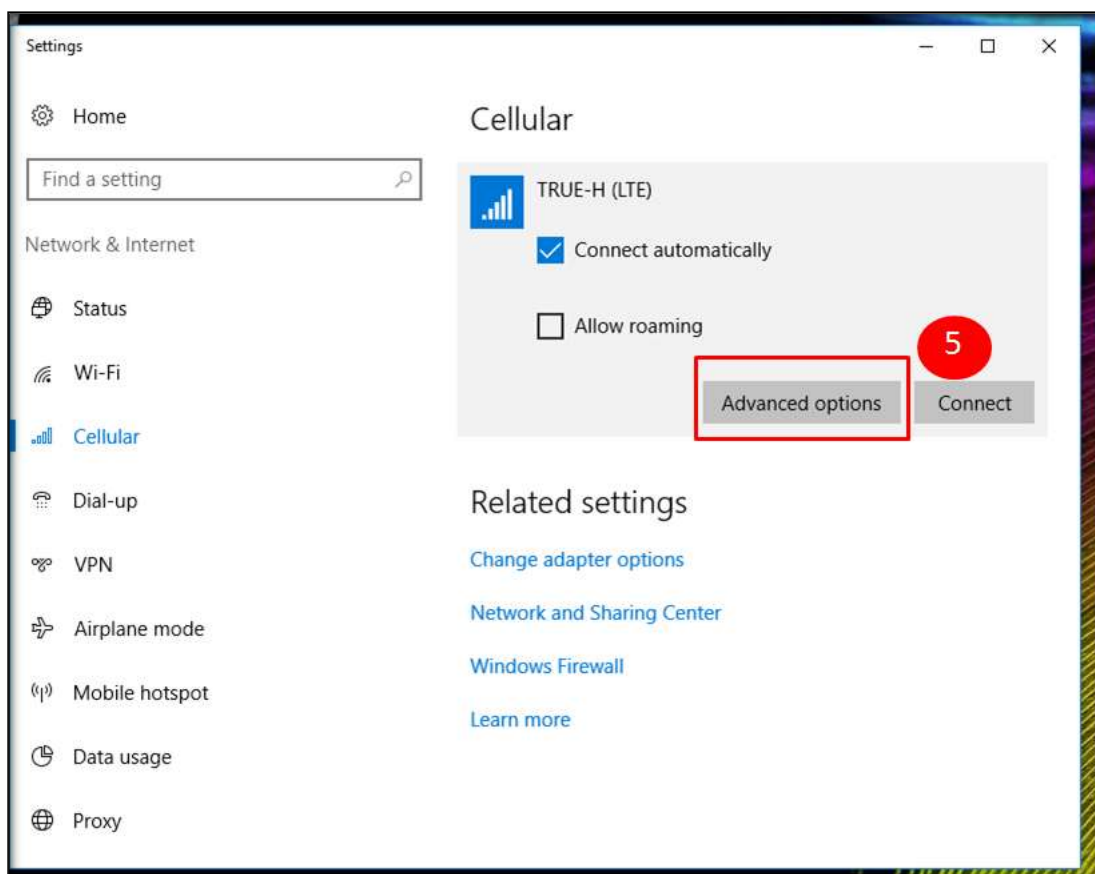 Settings
Home
Find a setting
Network & Internet
Status
Wi-Fi
Cellular
Dial-up
VPN
Airplane mode
Mobile hotspot
Data usage
Proxy
Cellular
TRUE-H (LTE)
Connect automatically
Allow roaming
5
Advanced options
Connect
Related settings
Change adapter options
Network and Sharing Center
Windows Firewall
Learn more